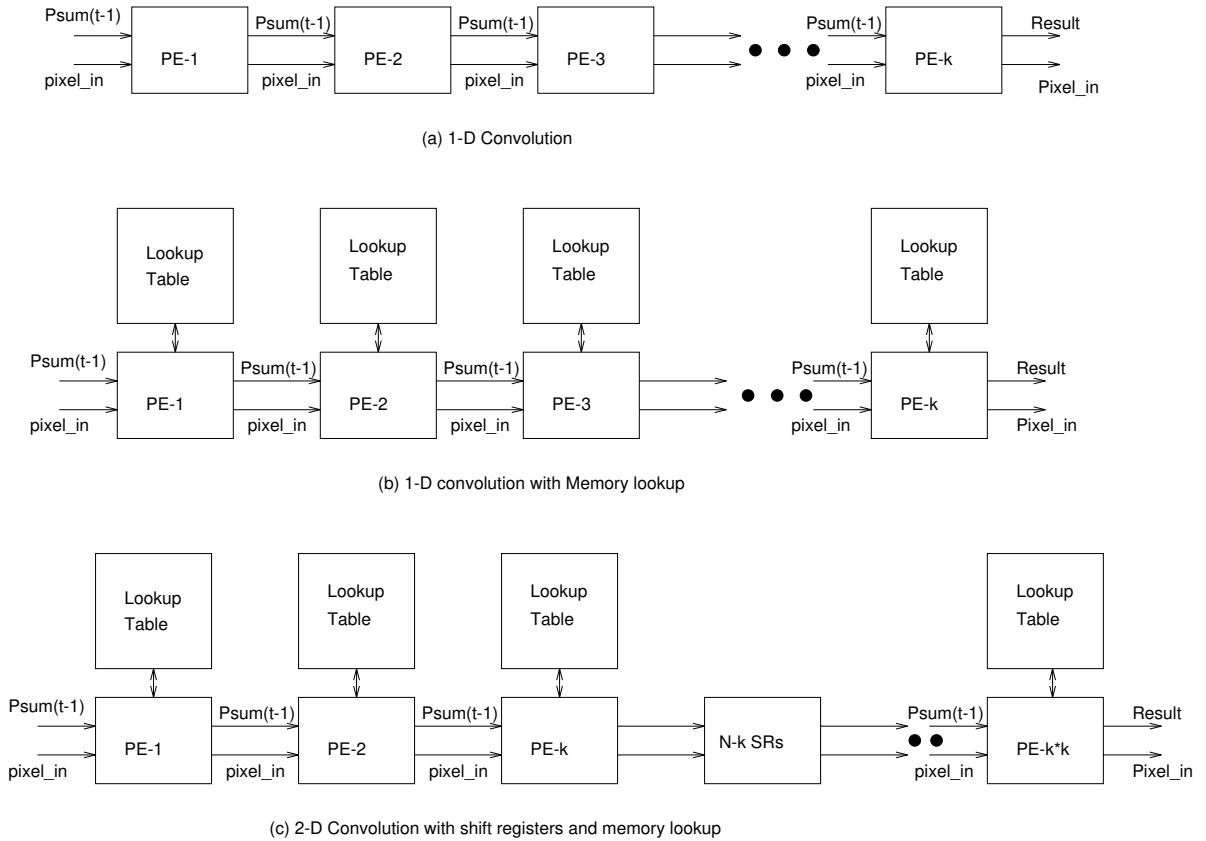 Psum(t-1) Psum(t-1) Psum(t-1) Psum(t-1) Result
PE-1 PE-2 PE-3 PE-k
pixel_in pixel_in pixel_in pixel_in Pixel_in
(a) 1-D Convolution
Lookup Lookup Lookup Lookup
Table Table Table Table
Psum(t-1) Psum(t-1) Psum(t-1) Psum(t-1) Result
PE-1 PE-2 PE-3 PE-k
pixel_in pixel_in pixel_in pixel_in Pixel_in
(b) 1-D convolution with Memory lookup
Lookup Lookup Lookup Lookup
Table Table Table Table
Psum(t-1) Psum(t-1) Psum(t-1) Psum(t-1) Result
PE-1 PE-2 PE-k N-k SRs PE-k*k
pixel_in pixel_in pixel_in pixel_in Pixel_in
(c) 2-D Convolution with shift registers and memory lookup